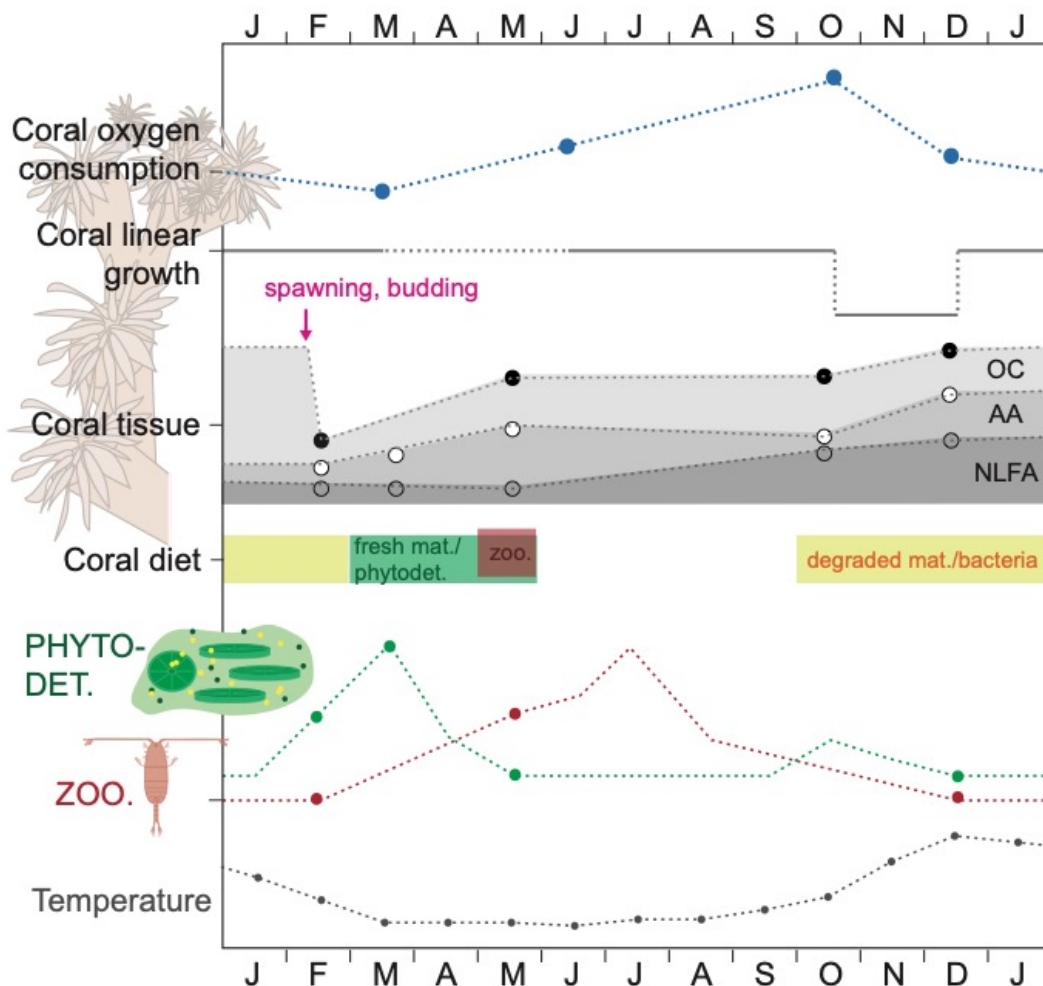 J F M A M J J A S O N D J
Coral oxygen
consumption
Coral linear
growth
spawning, budding
OC
Coral tissue
AA
NLFA
Coral diet
fresh mat./
phytodet.
zoo.
degraded mat./bacteria
PHYTO-
DET.
ZOO.
Temperature
J F M A M J J A S O N D J